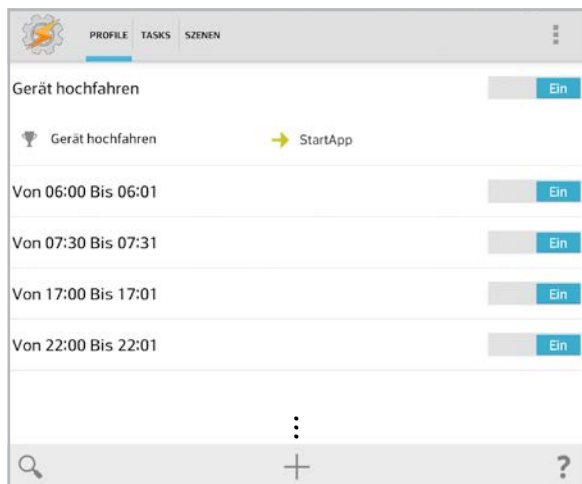 PROFILE TASKS SZENEN
Gerät hochfahren Ein
Gerät hochfahren StartApp
Von 06:00 Bis 06:01 Ein
Von 07:30 Bis 07:31 Ein
Von 17:00 Bis 17:01 Ein
Von 22:00 Bis 22:01 Ein
?